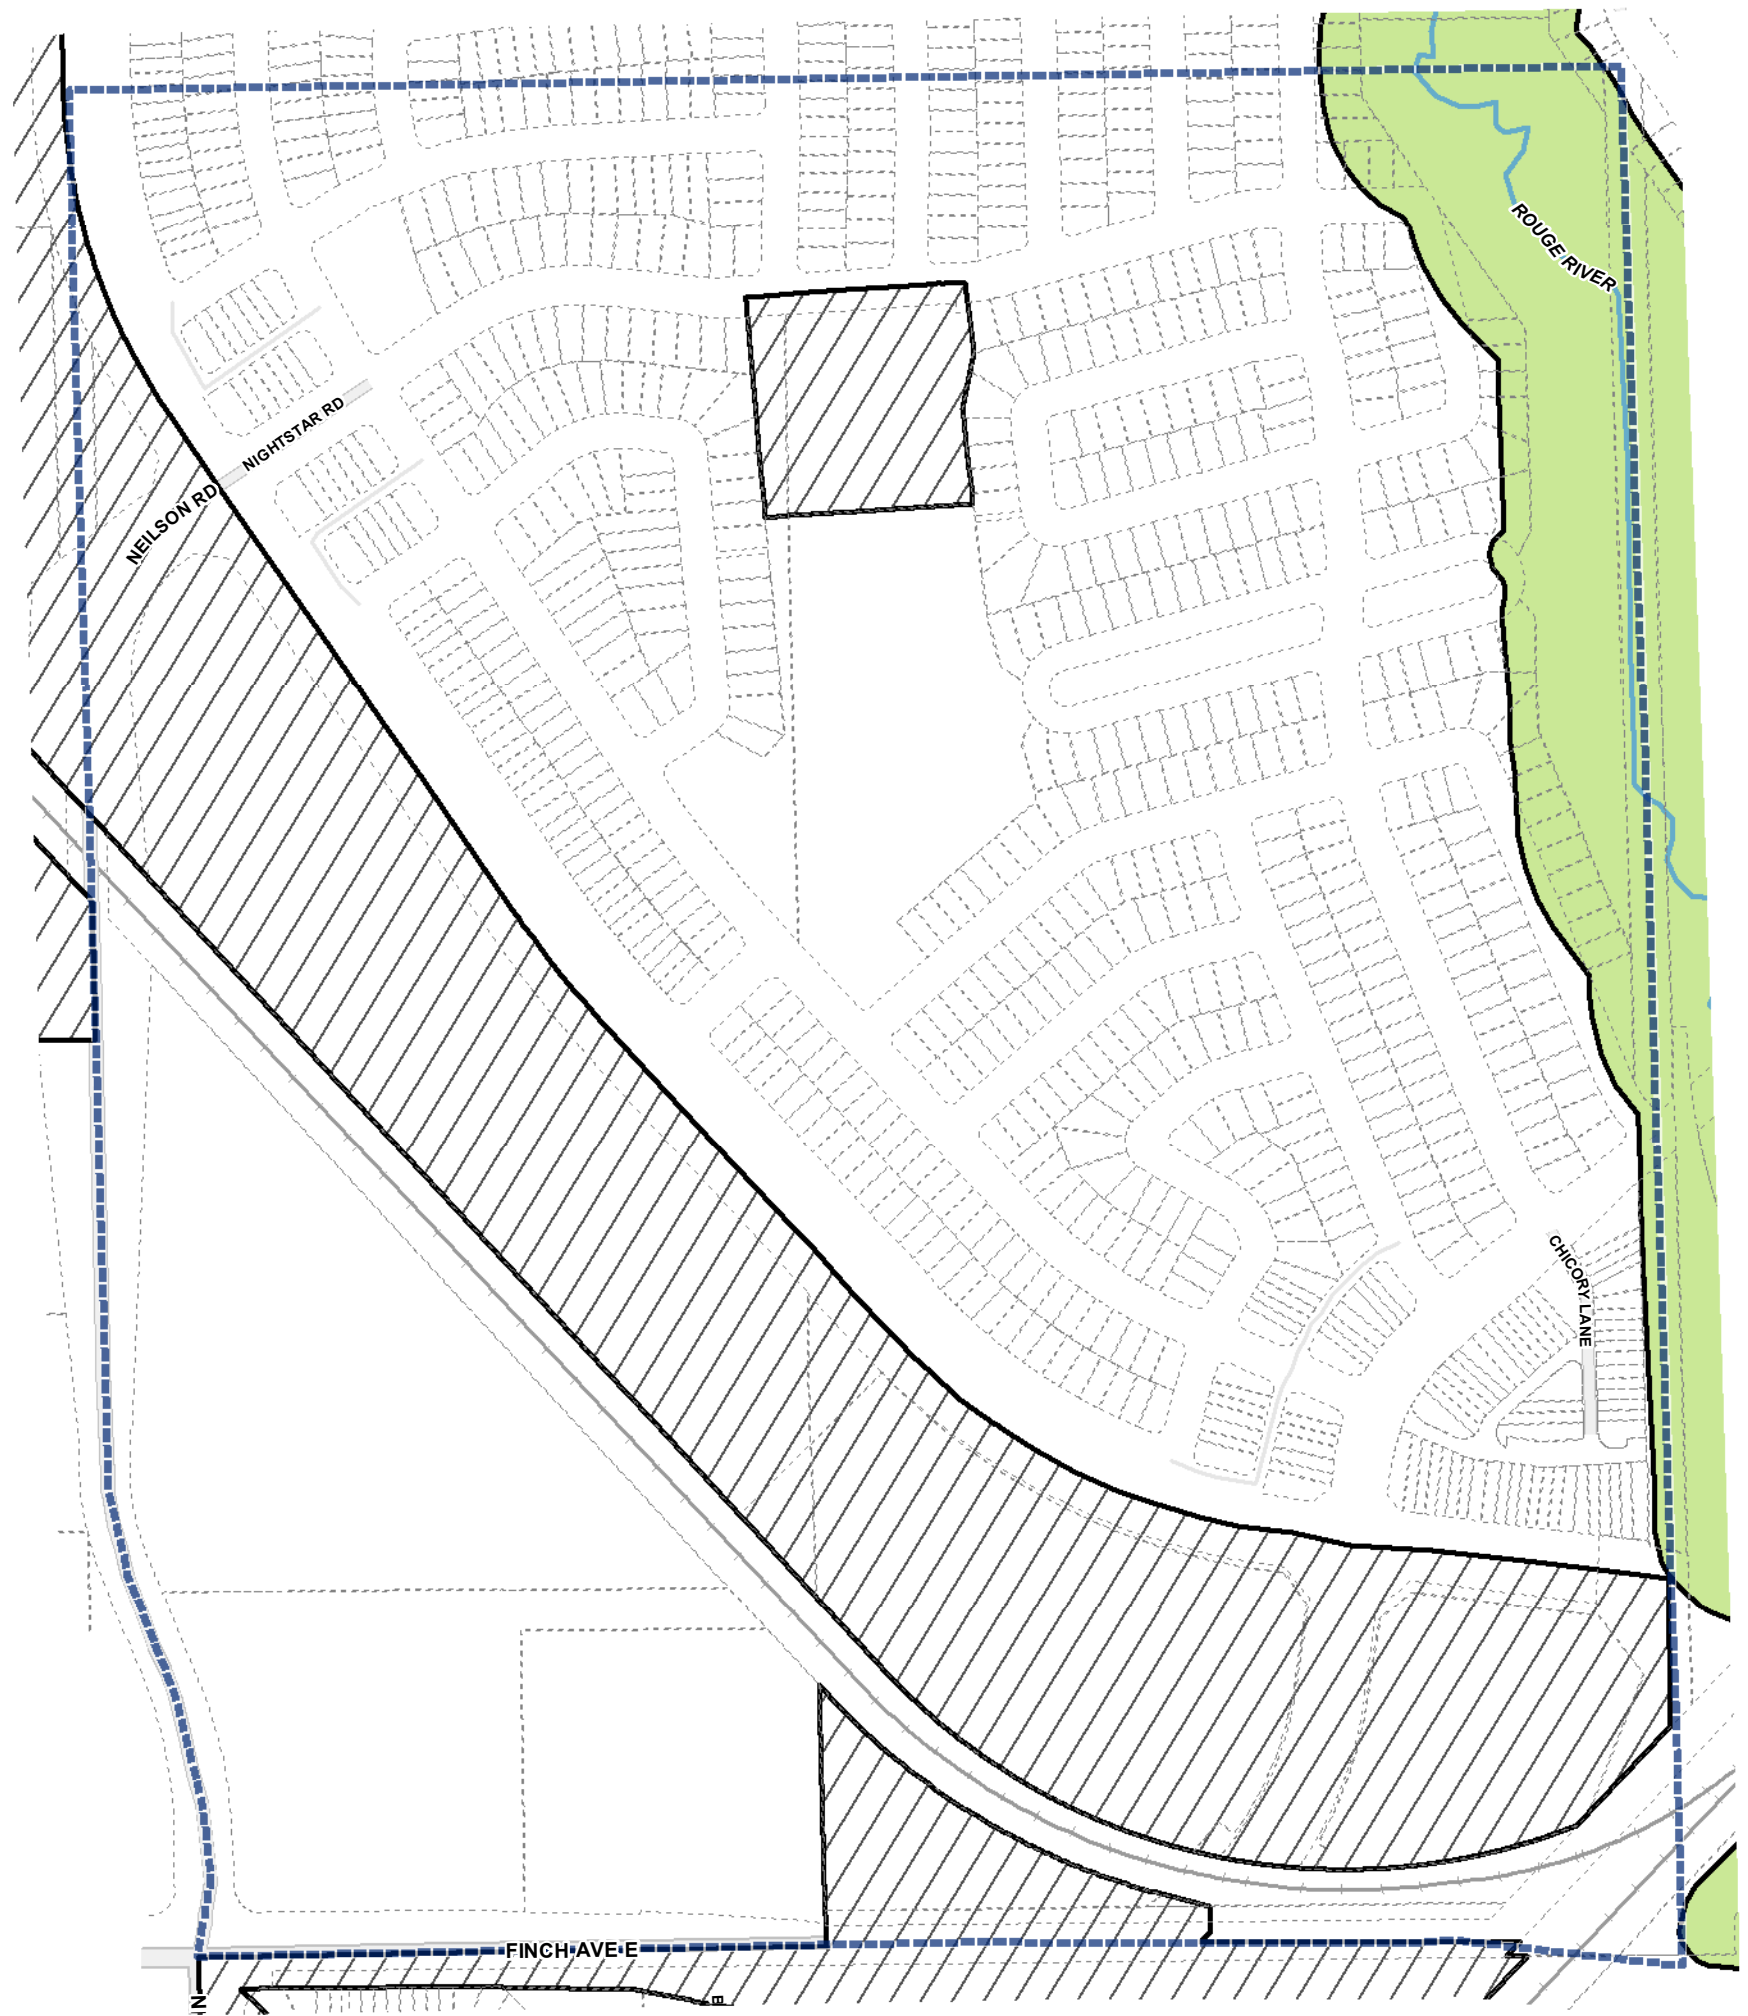 ROUGE RIVER
NIGHTSTAR RD
NEILSON RD
CHICORY LANE
FINCH AVE E
N
B